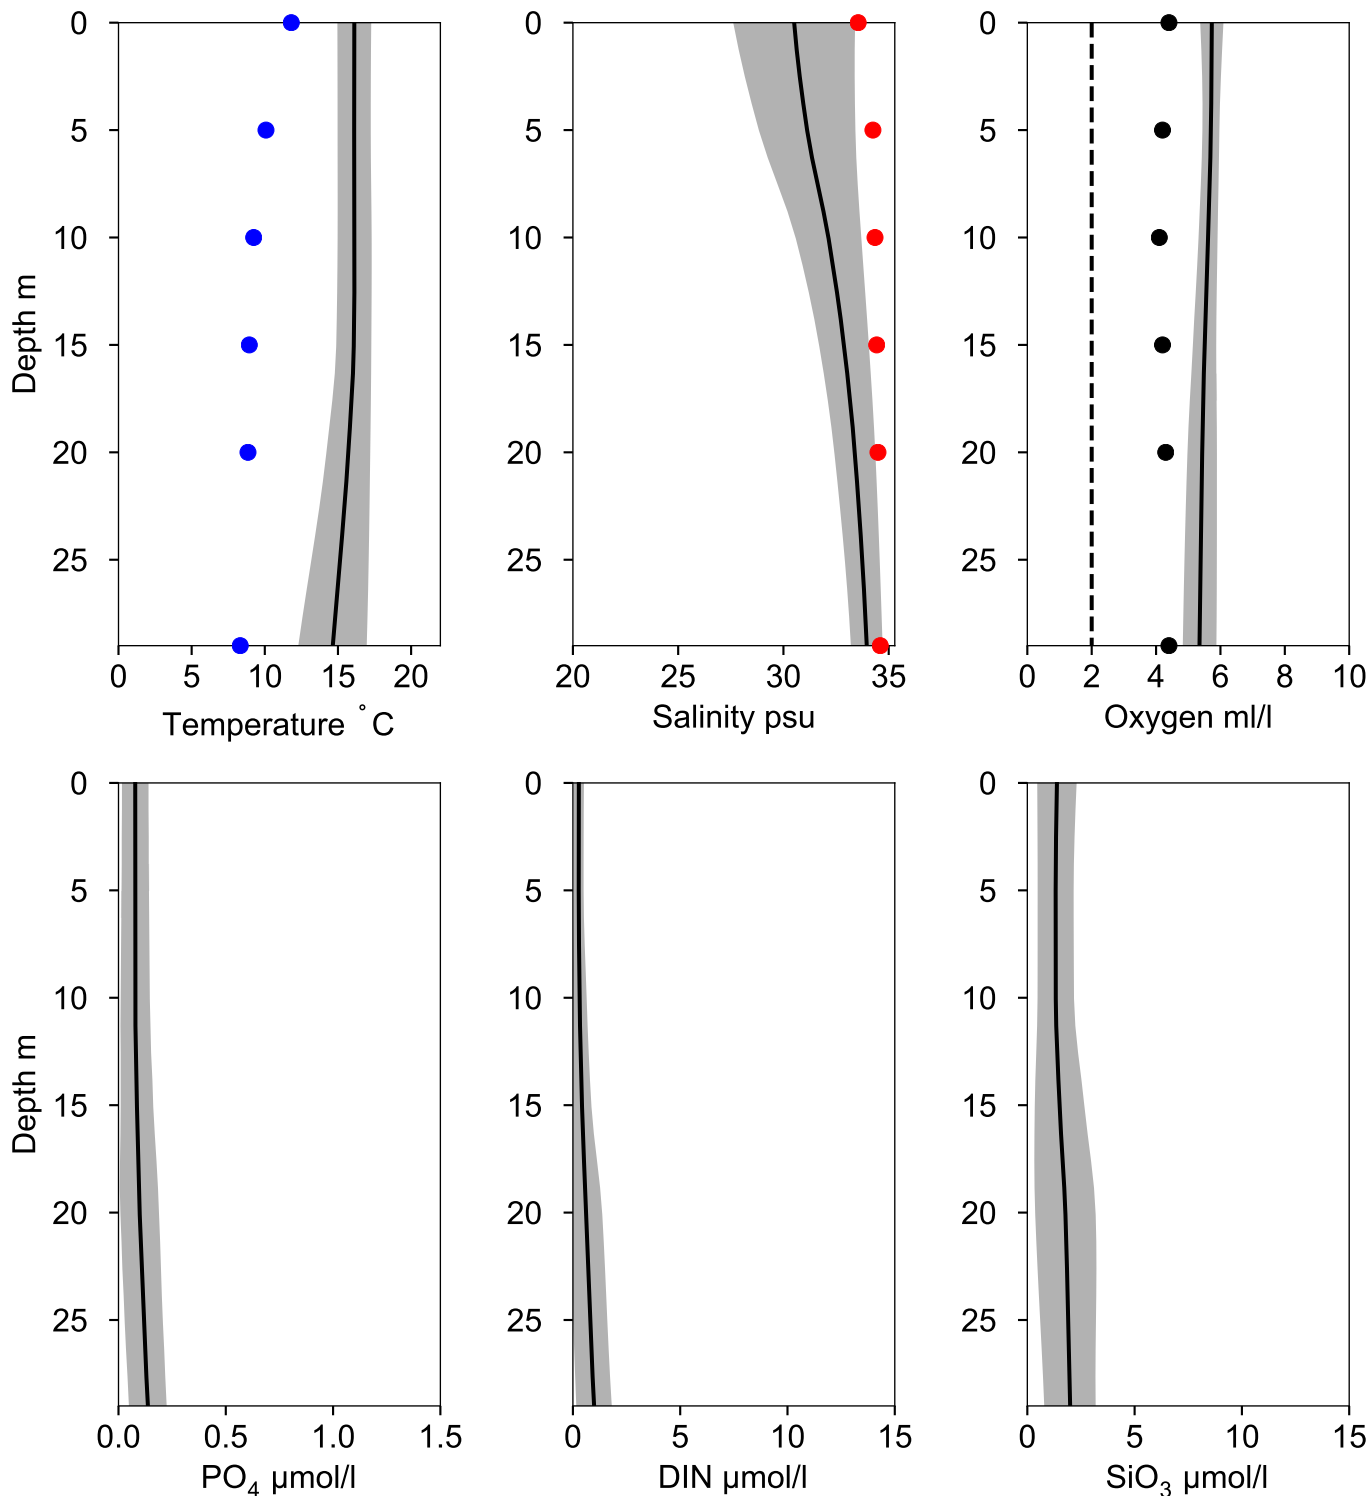 0 0 0
5 5 5
10 10 10
15 15 15
20 20 20
25 25 25
Depth m
0 5 10 15 20 20 25 30 35 0 2 4 6 8 10
Temperature °C Salinity psu Oxygen ml/l
0 0 0
5 5 5
10 10 10
15 15 15
20 20 20
25 25 25
Depth m
0.0 0.5 1.0 1.5 0 5 10 15 0 5 10 15
PO₄ µmol/l DIN µmol/l SiO₃ µmol/l